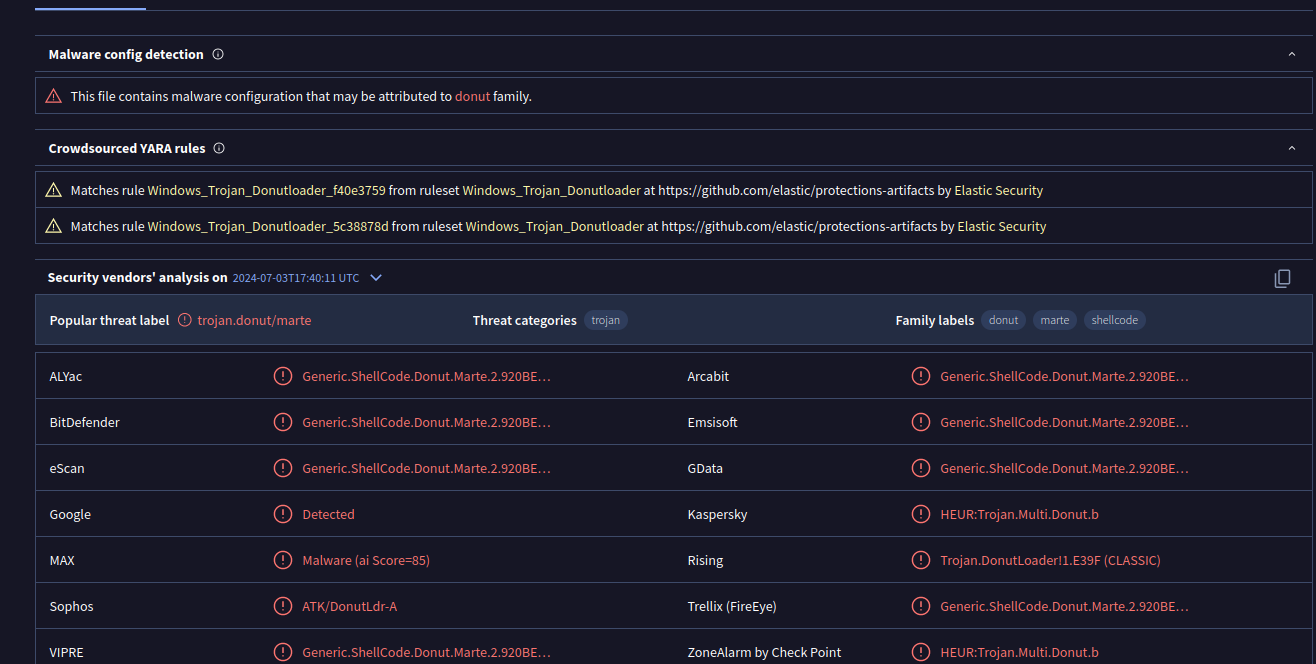 Malware config detection
This file contains malware configuration that may be attributed to donut family.
Crowdsourced YARA rules
Matches rule Windows_Trojan_Donutloader_f40e3759 from ruleset Windows_Trojan_Donutloader at https://github.com/elastic/protections-artifacts by Elastic Security
Matches rule Windows_Trojan_Donutloader_5c38878d from ruleset Windows_Trojan_Donutloader at https://github.com/elastic/protections-artifacts by Elastic Security
Security vendors' analysis on 2024-07-03T17:40:11 UTC
Popular threat label trojan.donut/marte Threat categories trojan Family labels donut marte shellcode
ALYac Generic.ShellCode.Donut.Marte.2.920BE... Arcabit Generic.ShellCode.Donut.Marte.2.920BE...
BitDefender Generic.ShellCode.Donut.Marte.2.920BE... Emsisoft Generic.ShellCode.Donut.Marte.2.920BE...
eScan Generic.ShellCode.Donut.Marte.2.920BE... GData Generic.ShellCode.Donut.Marte.2.920BE...
Google Detected Kaspersky HEUR:Trojan.Multi.Donut.b
MAX Malware (ai Score=85) Rising Trojan.DonutLoader!1.E39F (CLASSIC)
Sophos ATK/DonutLdr-A Trellix (FireEye) Generic.ShellCode.Donut.Marte.2.920BE...
VIPRE Generic.ShellCode.Donut.Marte.2.920BE... ZoneAlarm by Check Point HEUR:Trojan.Multi.Donut.b